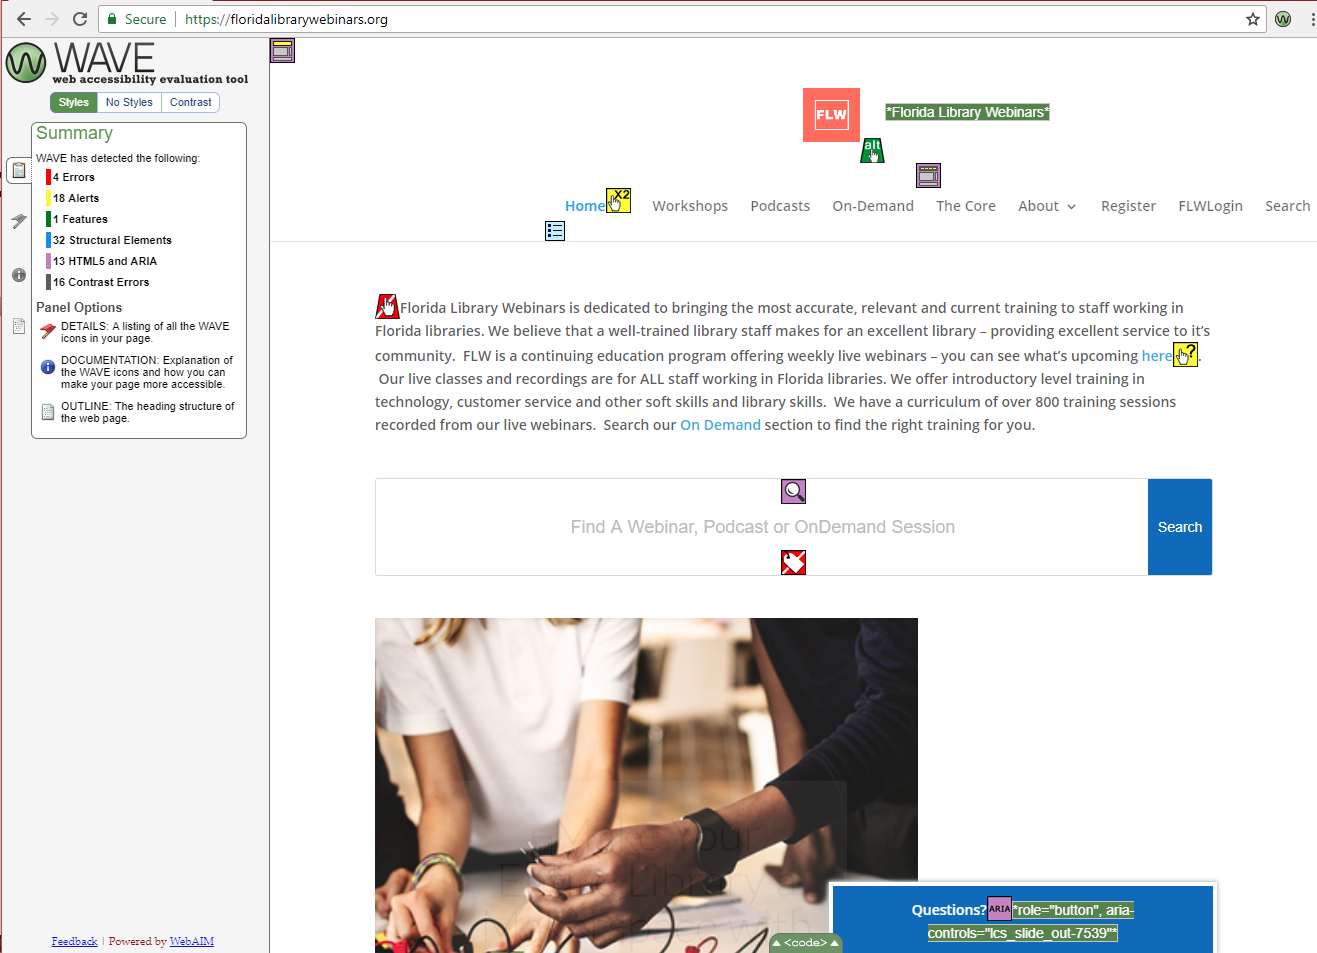 Secure https://floridalibrarywebinars.org
WAVE
web accessibility evaluation tool
Styles No Styles Contrast
Summary
WAVE has detected the following:
4 Errors
18 Alerts
1 Features
32 Structural Elements
13 HTML5 and ARIA
16 Contrast Errors
Panel Options
DETAILS: A listing of all the WAVE
icons in your page.
DOCUMENTATION: Explanation of
the WAVE icons and how you can
make your page more accessible.
OUTLINE: The heading structure of
the web page.
Feedback | Powered by WebAIM
FLW *Florida Library Webinars*
alt
Home X2 Workshops Podcasts On-Demand The Core About Register FLWLogin Search
Florida Library Webinars is dedicated to bringing the most accurate, relevant and current training to staff working in
Florida libraries. We believe that a well-trained library staff makes for an excellent library – providing excellent service to it's
community. FLW is a continuing education program offering weekly live webinars – you can see what's upcoming here ? .
Our live classes and recordings are for ALL staff working in Florida libraries. We offer introductory level training in
technology, customer service and other soft skills and library skills. We have a curriculum of over 800 training sessions
recorded from our live webinars. Search our On Demand section to find the right training for you.
Find A Webinar, Podcast or OnDemand Session Search
Make Your
Library
with
Questions? ARIA *role="button", aria-
controls="lcs_slide_out-7539"*
<code>